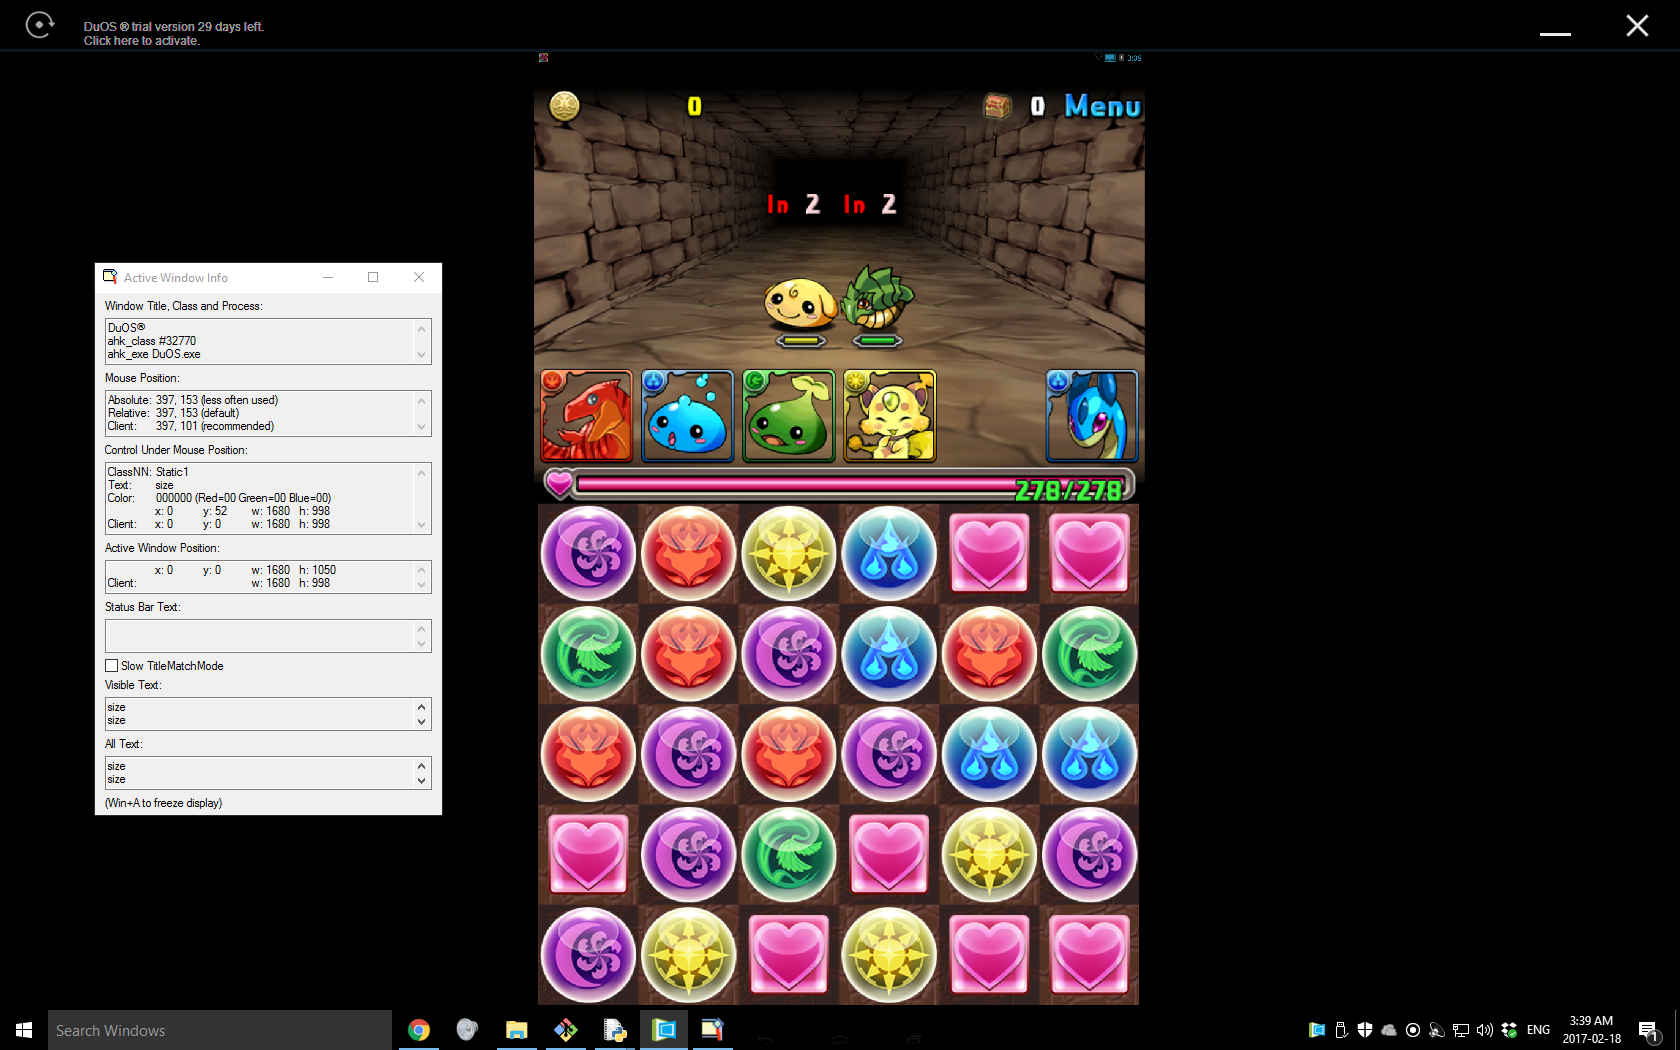 DuOS ® trial version 29 days left.
Click here to activate.
3:39
0
0
Menu
In 2 In 2
278/278
Active Window Info
Window Title, Class and Process:
DuOS®
ahk_class #32770
ahk_exe DuOS.exe
Mouse Position:
Absolute: 397, 153 (less often used)
Relative: 397, 153 (default)
Client: 397, 101 (recommended)
Control Under Mouse Position:
ClassNN: Static1
Text: size
Color: 000000 (Red=00 Green=00 Blue=00)
x: 0 y: 52 w: 1680 h: 998
Client: x: 0 y: 0 w: 1680 h: 998
Active Window Position:
x: 0 y: 0 w: 1680 h: 1050
Client: w: 1680 h: 998
Status Bar Text:
Slow TitleMatchMode
Visible Text:
size
size
All Text:
size
size
(Win+A to freeze display)
Search Windows
ENG
3:39 AM
2017-02-18
1